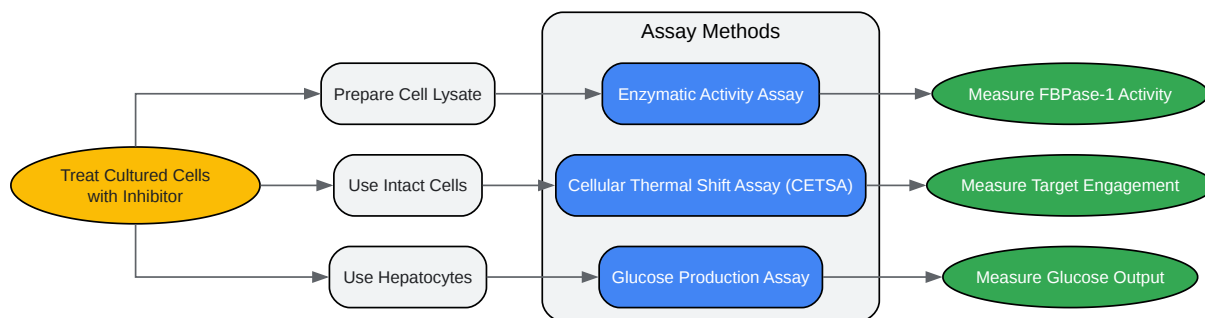 Assay Methods
Prepare Cell Lysate
Enzymatic Activity Assay
Measure FBPase-1 Activity
Treat Cultured Cells
with Inhibitor
Use Intact Cells
Cellular Thermal Shift Assay (CETSA)
Measure Target Engagement
Use Hepatocytes
Glucose Production Assay
Measure Glucose Output